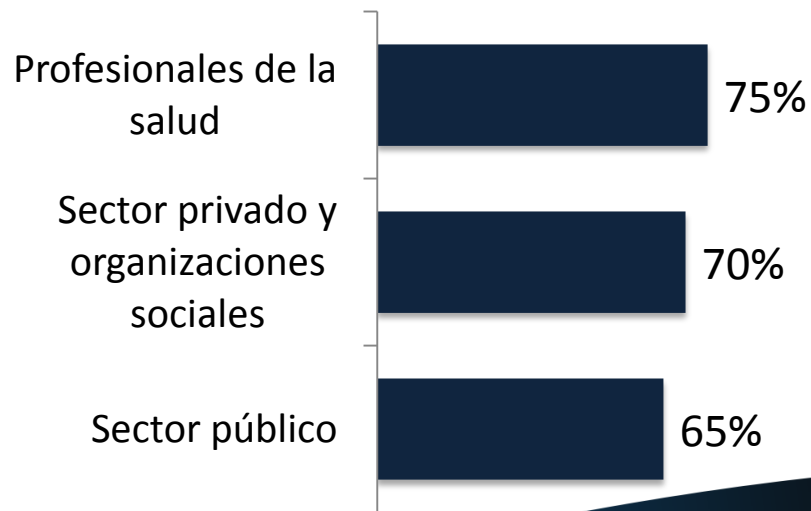 Profesionales de la
salud
75%
Sector privado y
organizaciones
sociales
70%
Sector público
65%